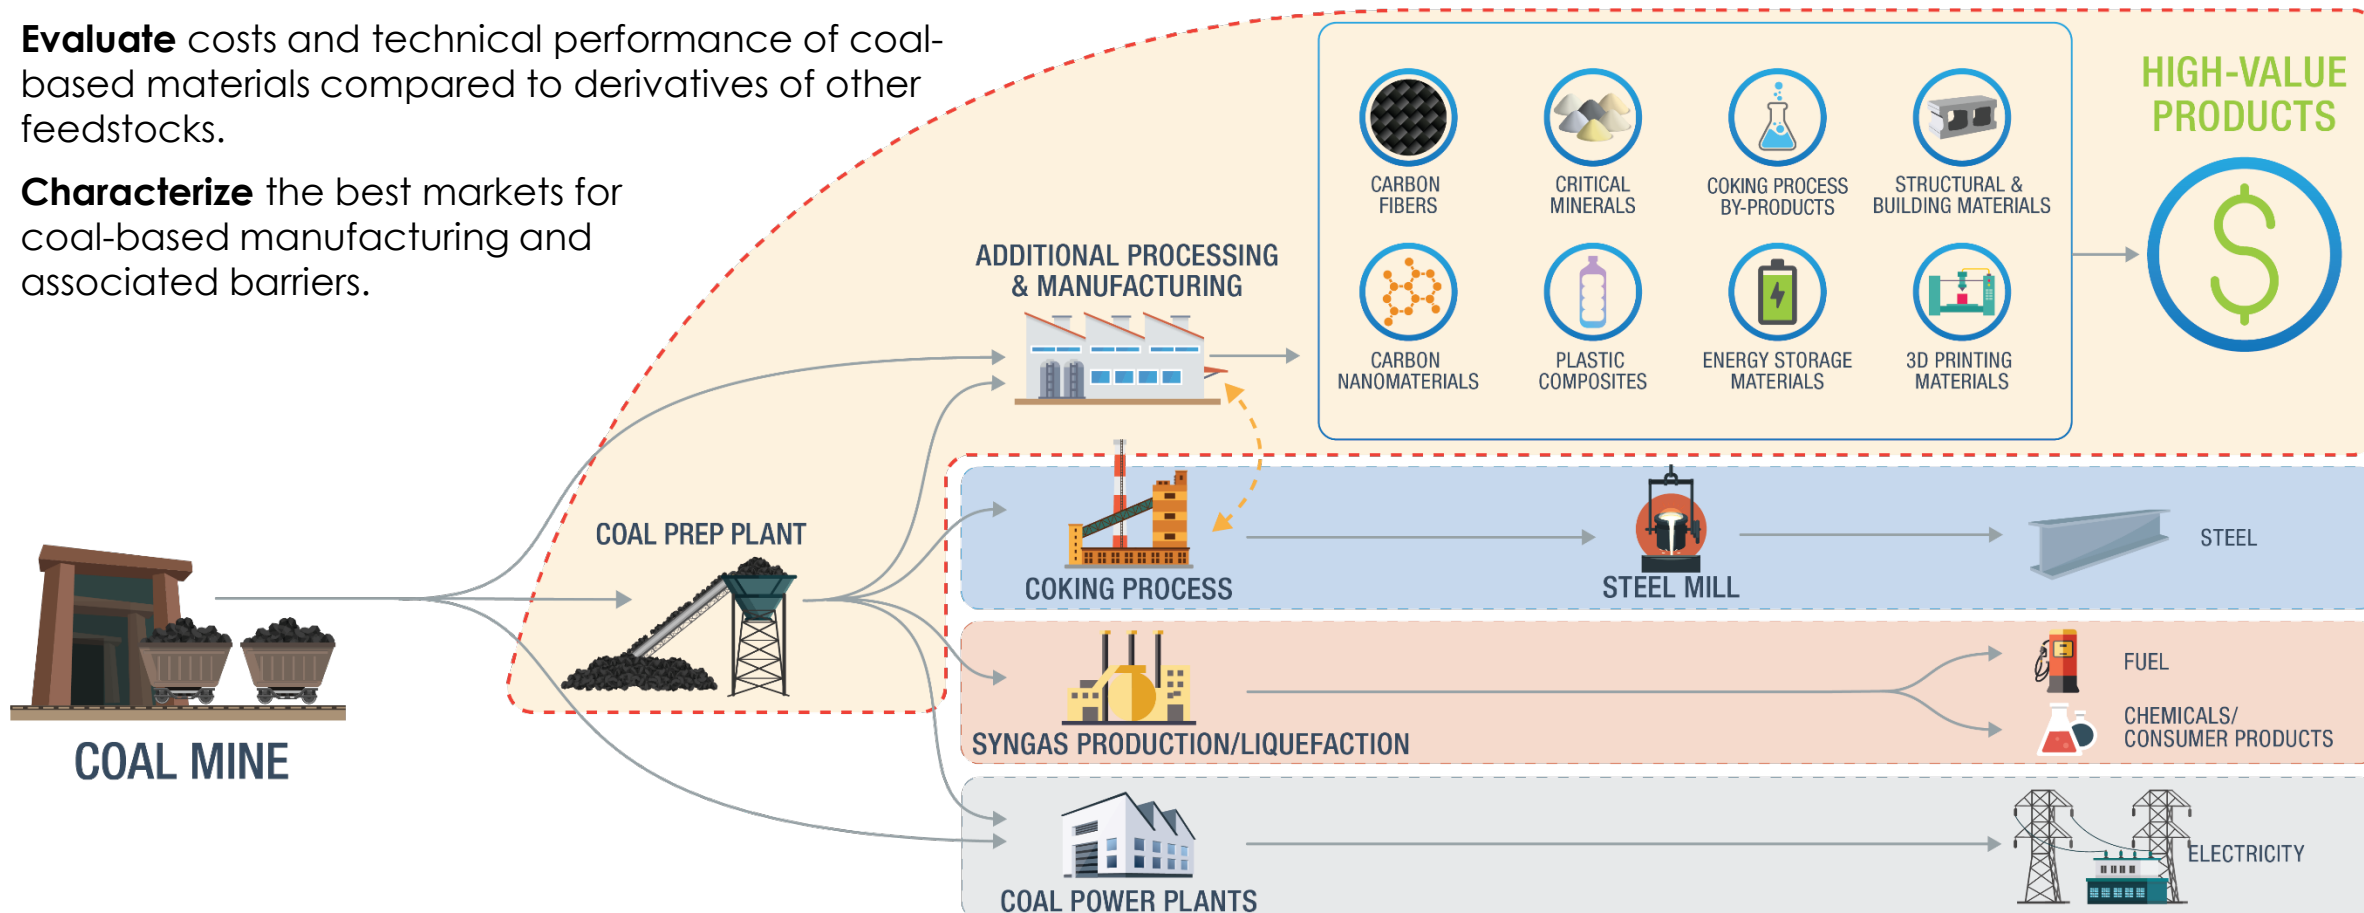 Evaluate costs and technical performance of coal-
based materials compared to derivatives of other
feedstocks.
Characterize the best markets for
coal-based manufacturing and
associated barriers.
HIGH-VALUE
PRODUCTS
CARBON
FIBERS
CRITICAL
MINERALS
COKING PROCESS
BY-PRODUCTS
STRUCTURAL &
BUILDING MATERIALS
CARBON
NANOMATERIALS
PLASTIC
COMPOSITES
ENERGY STORAGE
MATERIALS
3D PRINTING
MATERIALS
$
ADDITIONAL PROCESSING
& MANUFACTURING
COAL PREP PLANT
COAL MINE
COKING PROCESS
STEEL MILL
STEEL
SYNGAS PRODUCTION/LIQUEFACTION
FUEL
CHEMICALS/
CONSUMER PRODUCTS
COAL POWER PLANTS
ELECTRICITY